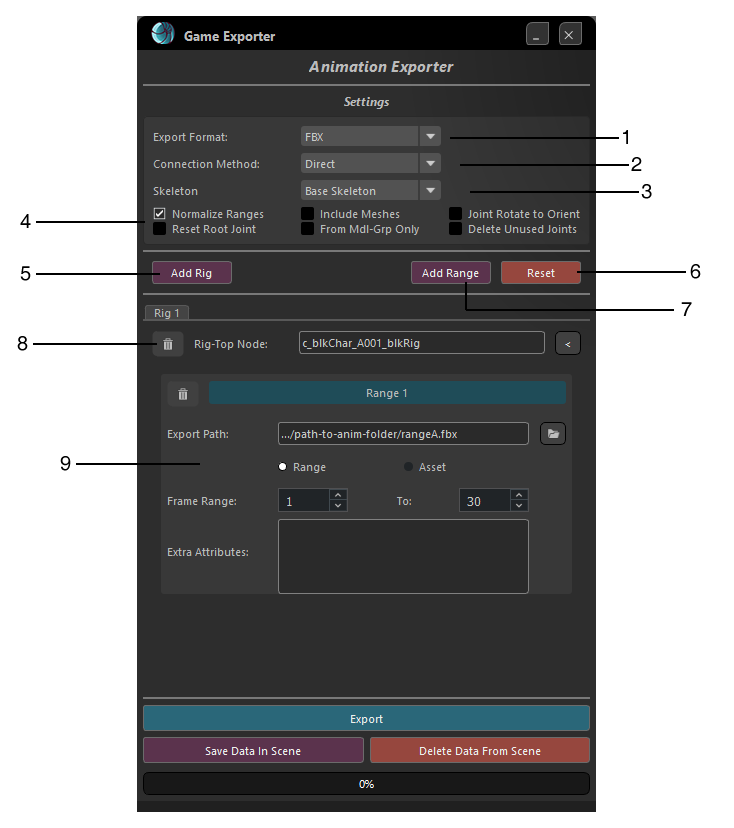 Game Exporter
Animation Exporter
Settings
Export Format: FBX 1
Connection Method: Direct 2
Skeleton Base Skeleton 3
4 Normalize Ranges Include Meshes Joint Rotate to Orient
Reset Root Joint From Mdl-Grp Only Delete Unused Joints
5 Add Rig Add Range Reset 6
7
Rig 1
8 Rig-Top Node: c_blkChar_A001_blkRig <
Range 1
Export Path: .../path-to-anim-folder/rangeA.fbx
9 Range Asset
Frame Range: 1 To: 30
Extra Attributes:
Export
Save Data In Scene Delete Data From Scene
0%